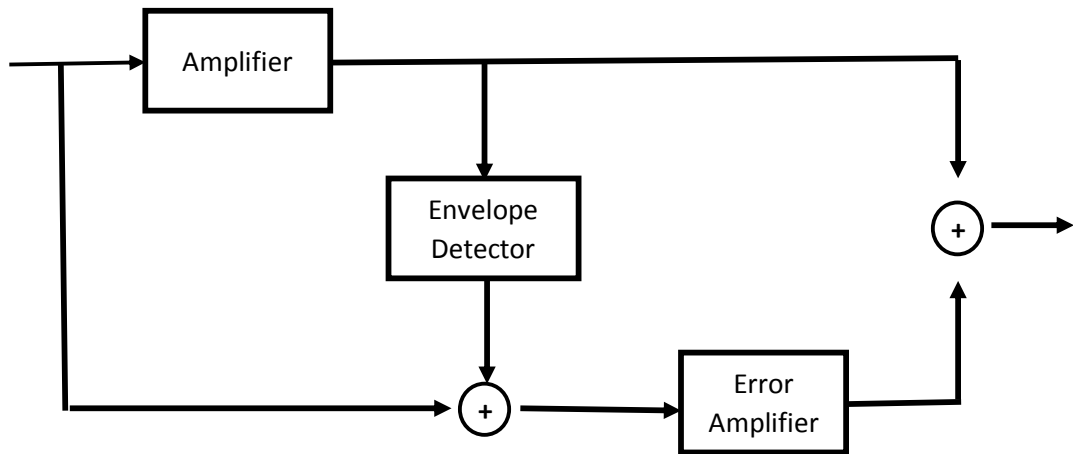 Amplifier
Envelope
Detector
+
+
Error
Amplifier